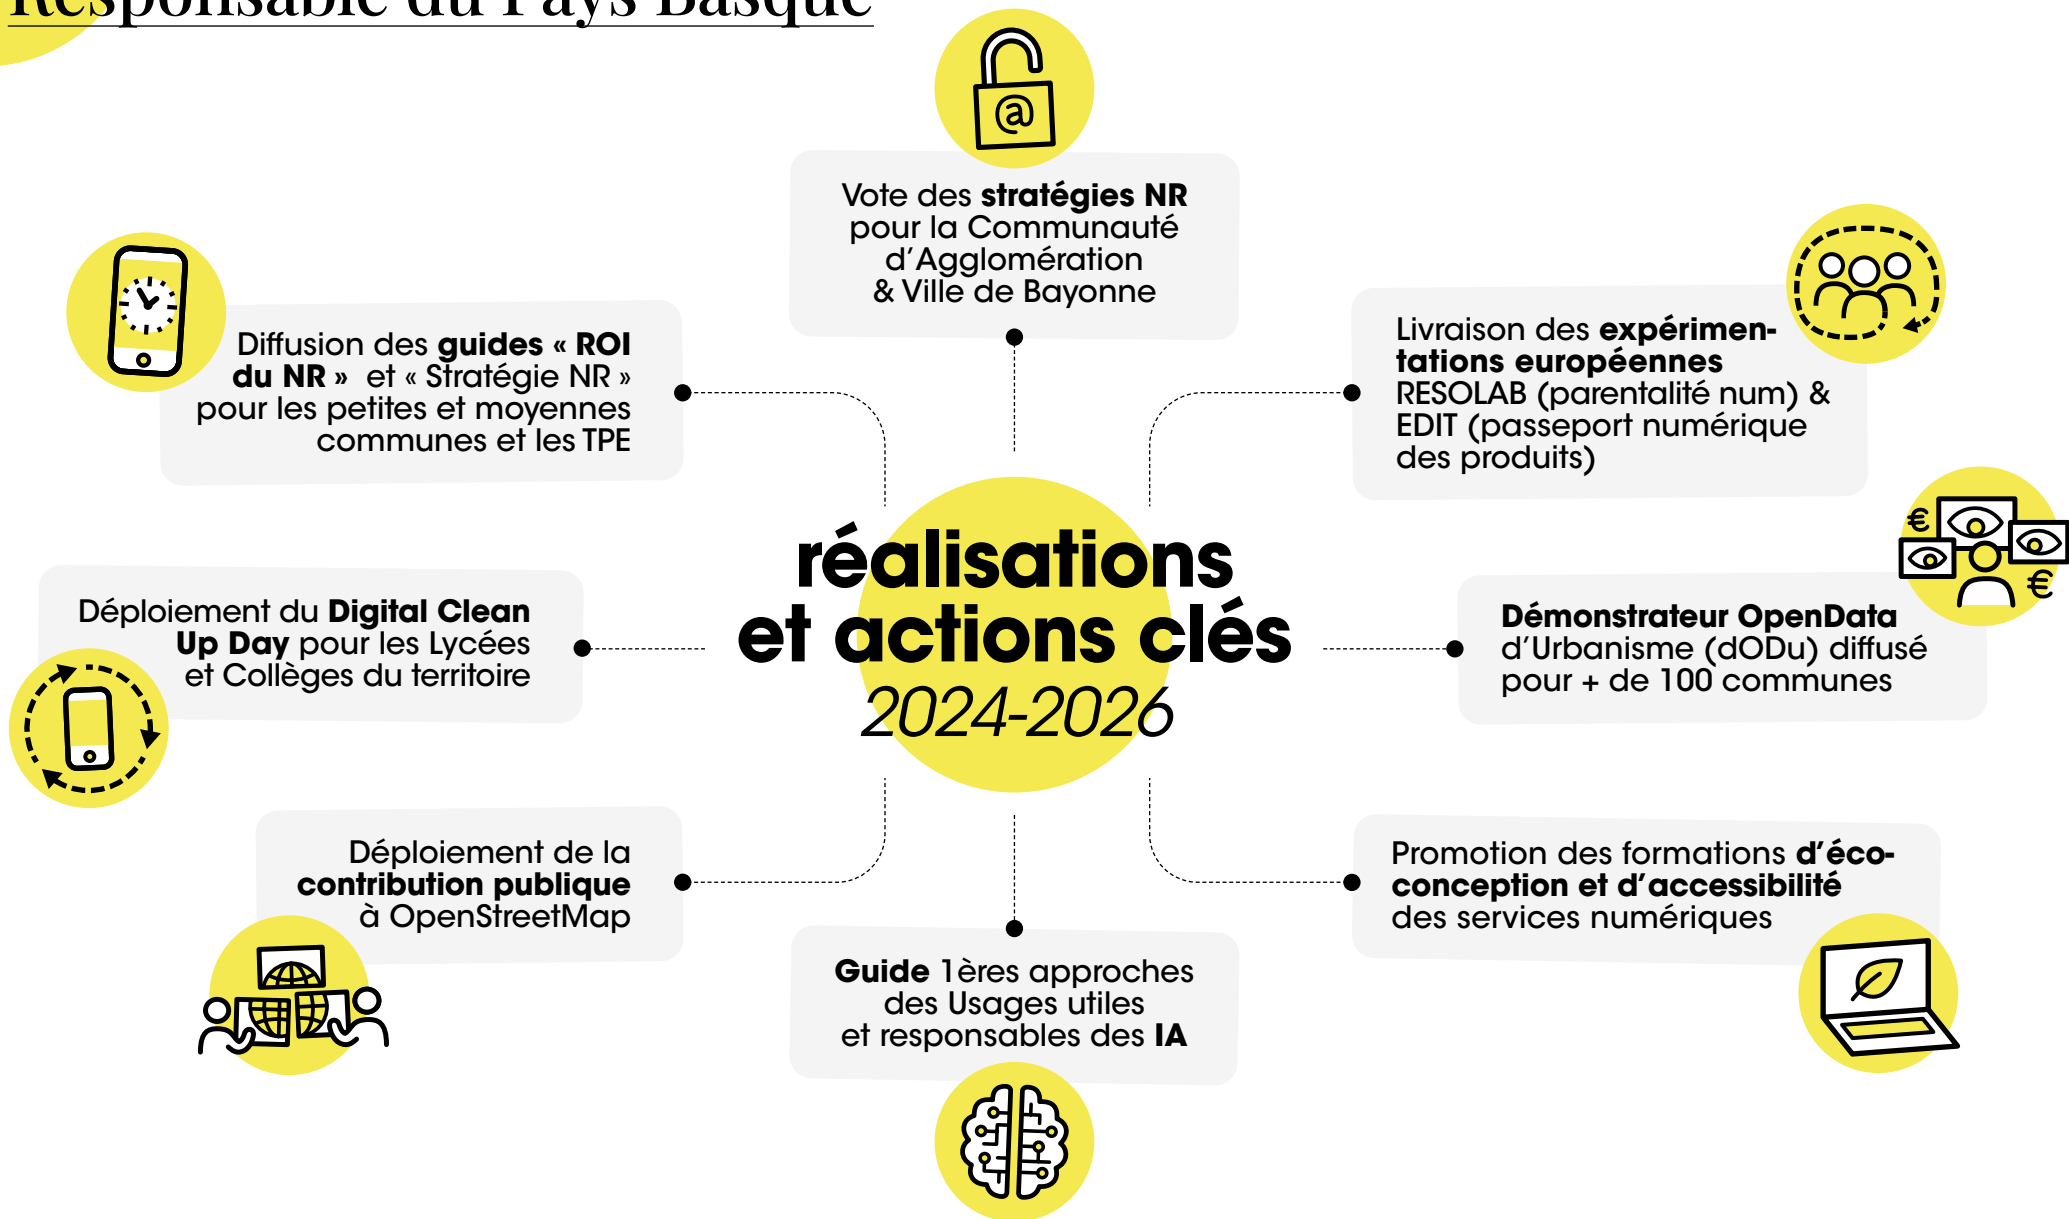 Responsable du Pays Basque
@
Vote des stratégies NR
pour la Communauté
d’Agglomération
& Ville de Bayonne
Diffusion des guides « ROI
du NR » et « Stratégie NR »
pour les petites et moyennes
communes et les TPE
Livraison des expérimen-
tations européennes
RESOLAB (parentalité num) &
EDIT (passeport numérique
des produits)
réalisations
et actions clés
2024-2026
Déploiement du Digital Clean
Up Day pour les Lycées
et Collèges du territoire
€
€
Démonstrateur OpenData
d’Urbanisme (dODu) diffusé
pour + de 100 communes
Déploiement de la
contribution publique
à OpenStreetMap
Promotion des formations d’éco-
conception et d’accessibilité
des services numériques
Guide 1ères approches
des Usages utiles
et responsables des IA